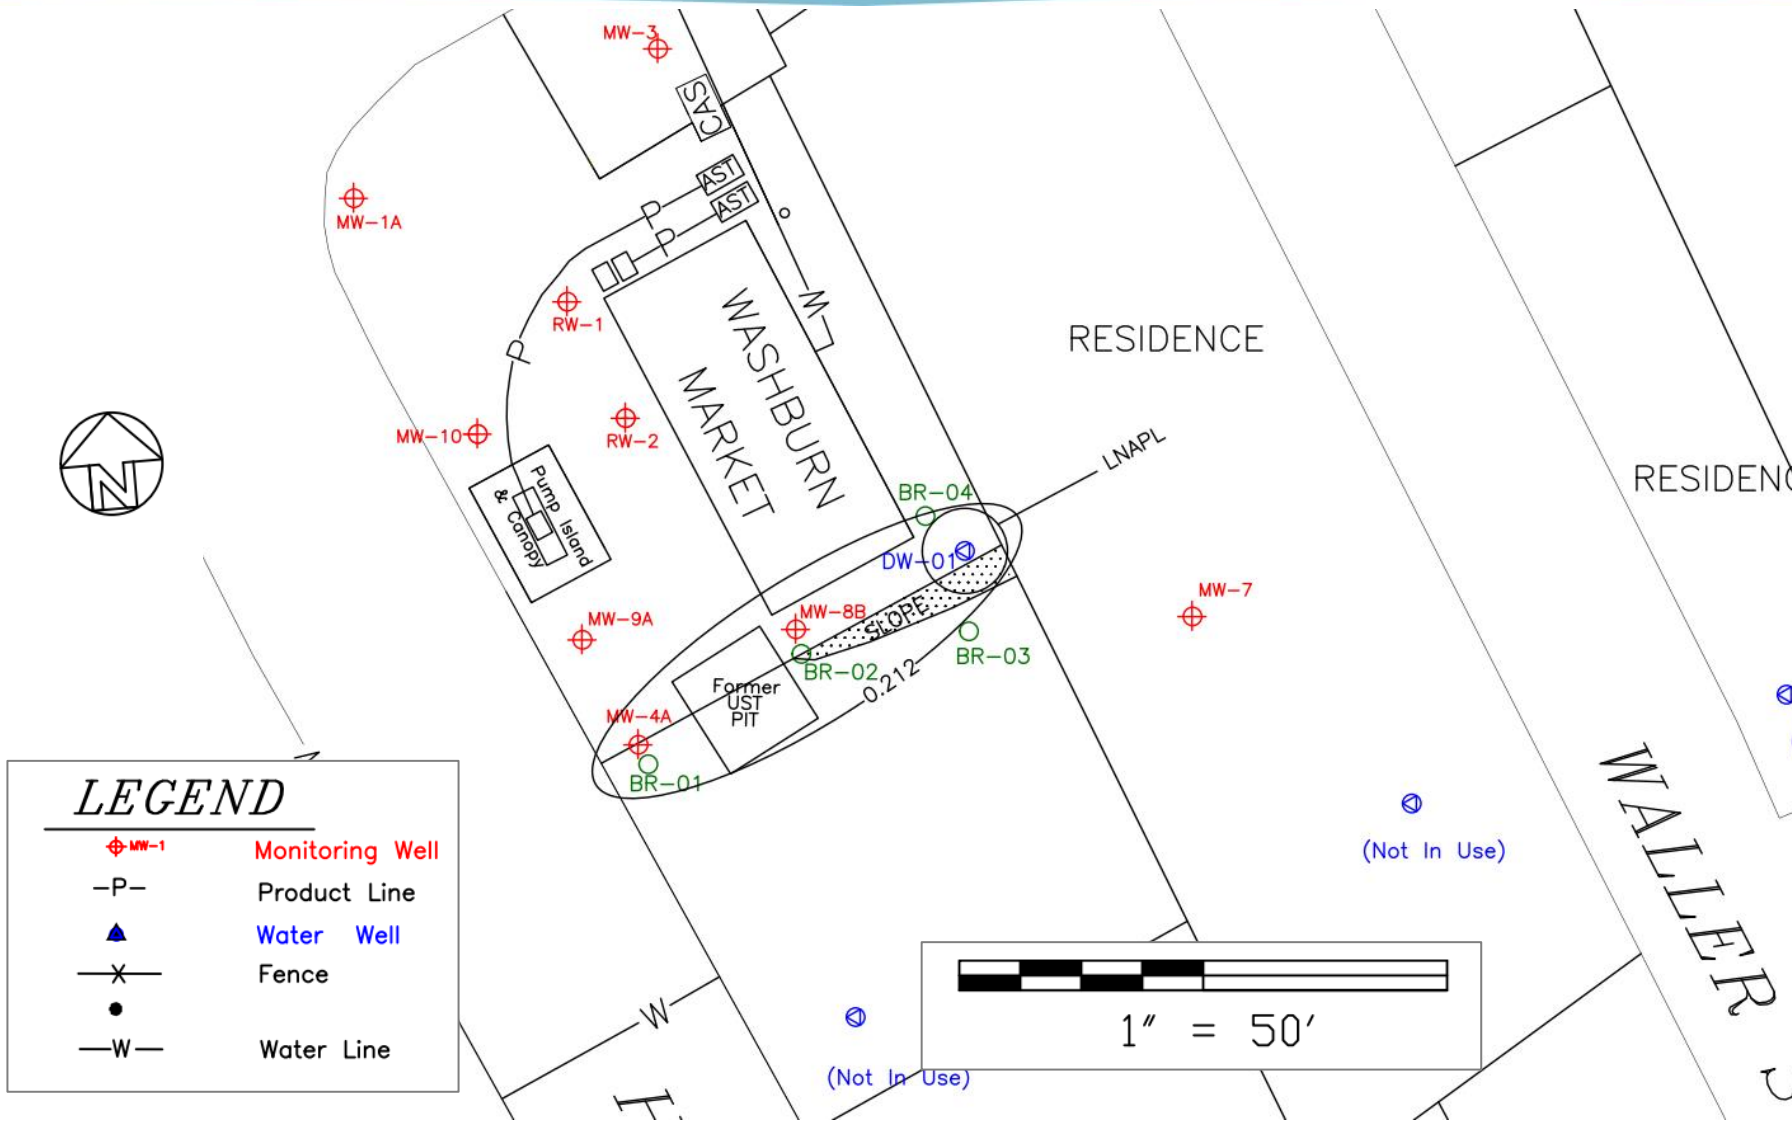 MW-3
CAS
AST
AST
MW-1A
P
P
RW-1
W
P
WASHBURN
MARKET
RESIDENCE
MW-10
RW-2
N
Pump Island
& Canopy
LNAPL
RESIDENC
BR-04
DW-01
MW-7
MW-9A
MW-8B
SLOPE
BR-02
BR-03
0.212
Former
UST
PIT
MW-4A
BR-01
WALLER
(Not In Use)
W
(Not In Use)
LEGEND
MW-1 Monitoring Well
-P- Product Line
Water Well
X Fence
-W- Water Line
1" = 50'